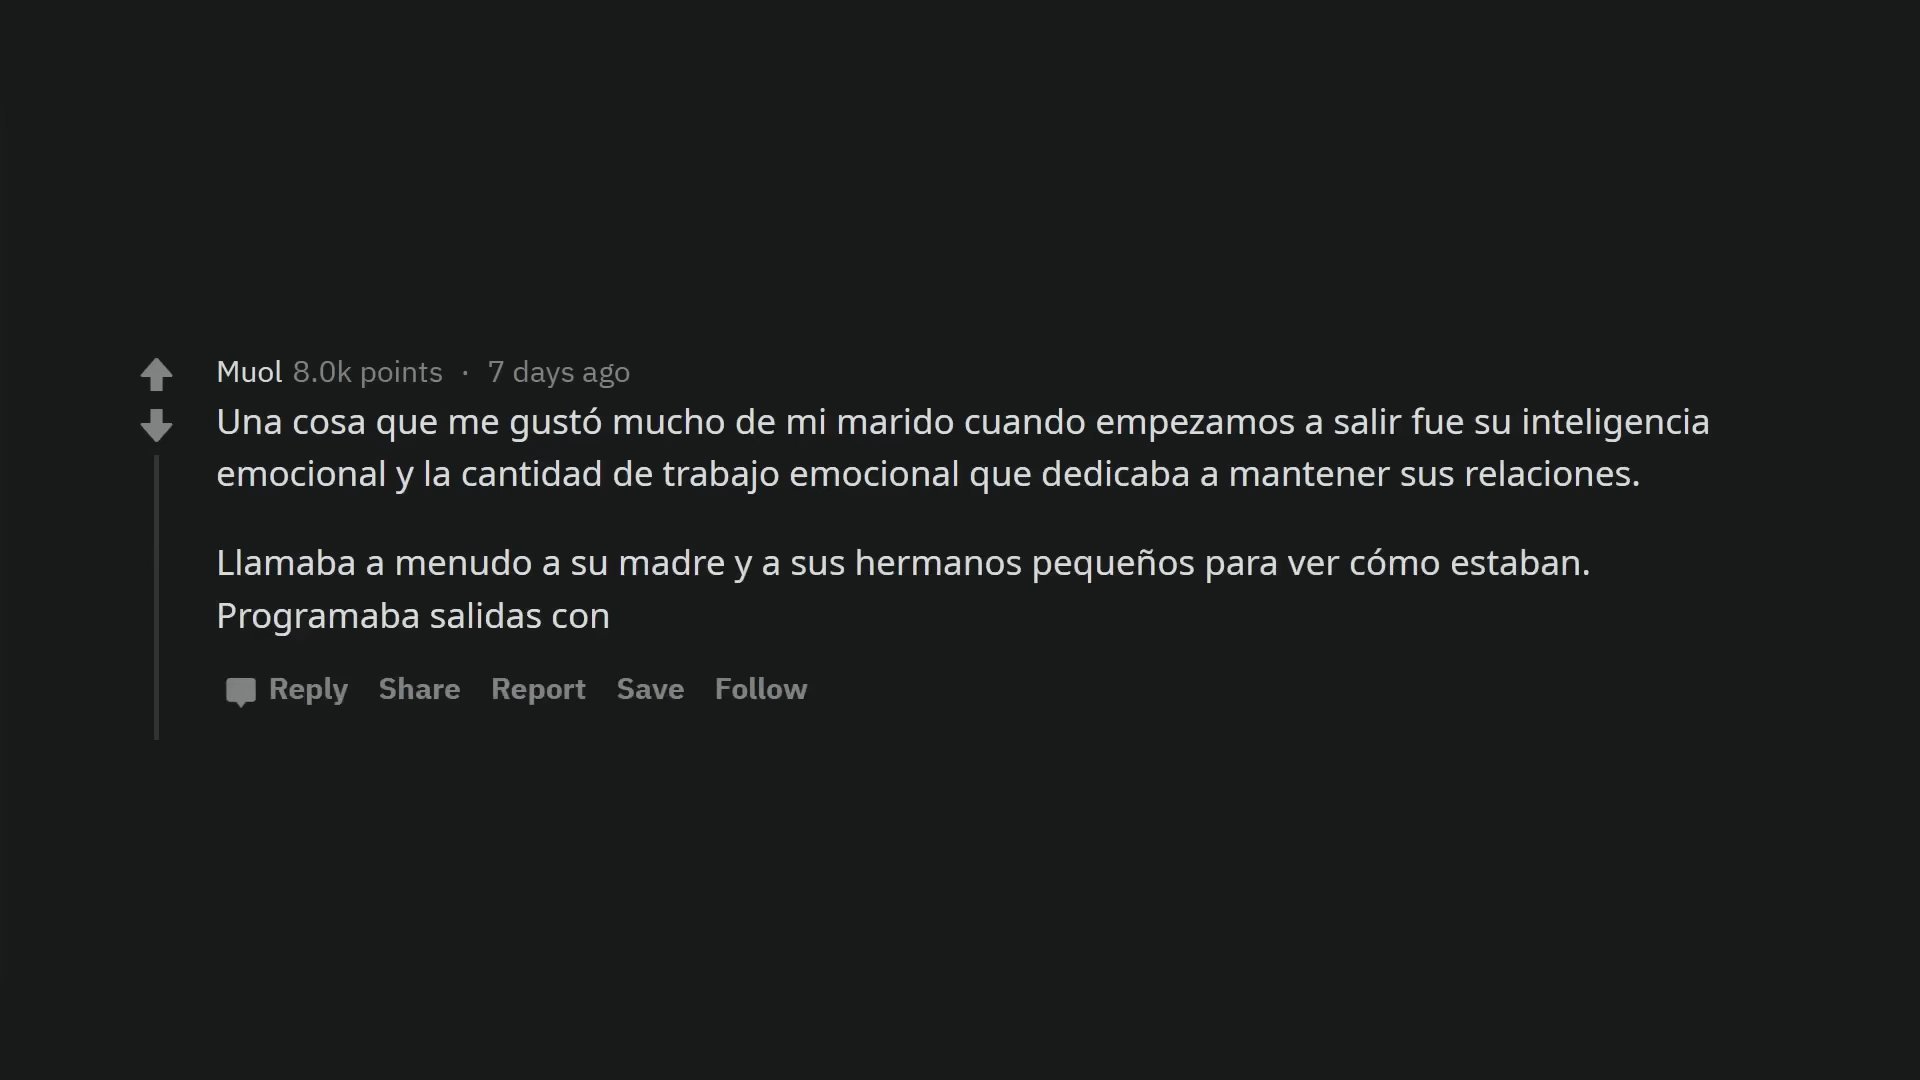 Muol 8.0k points · 7 days ago
Una cosa que me gustó mucho de mi marido cuando empezamos a salir fue su inteligencia
emocional y la cantidad de trabajo emocional que dedicaba a mantener sus relaciones.
Llamaba a menudo a su madre y a sus hermanos pequeños para ver cómo estaban.
Programaba salidas con
Reply Share Report Save Follow